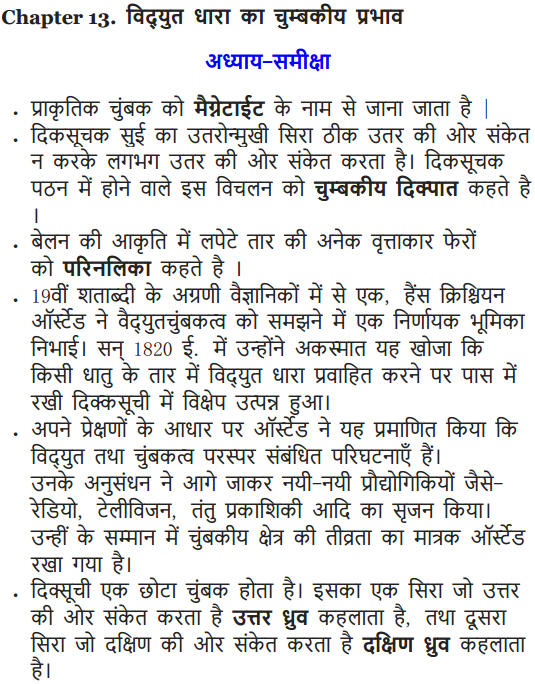 Chapter 13. विद्युत धारा का चुम्बकीय प्रभाव
अध्याय-समीक्षा
• प्राकृतिक चुंबक को मैग्नेटाईट के नाम से जाना जाता है |
• दिकसूचक सुई का उतरोन्मुखी सिरा ठीक उतर की ओर संकेत
न करके लगभग उतर की ओर संकेत करता है। दिकसूचक
पठन में होने वाले इस विचलन को चुम्बकीय दिक्पात कहते है
।
• बेलन की आकृति में लपेटे तार की अनेक वृत्ताकार फेरों
को परिनलिका कहते है ।
• 19वीं शताब्दी के अग्रणी वैज्ञानिकों में से एक, हैंस क्रिश्चियन
ऑर्स्टेड ने वैद्युतचुंबकत्व को समझने में एक निर्णायक भूमिका
निभाई। सन् 1820 ई. में उन्होंने अकस्मात यह खोजा कि
किसी धातु के तार में विद्युत धारा प्रवाहित करने पर पास में
रखी दिक्कसूची में विक्षेप उत्पन्न हुआ।
• अपने प्रेक्षणों के आधार पर ऑर्स्टेड ने यह प्रमाणित किया कि
विद्युत तथा चुंबकत्व परस्पर संबंधित परिघटनाएँ हैं।
उनके अनुसंधन ने आगे जाकर नयी-नयी प्रौद्योगिकियों जैसे-
रेडियो, टेलीविजन, तंतु प्रकाशिकी आदि का सृजन किया।
उन्हीं के सम्मान में चुंबकीय क्षेत्र की तीव्रता का मात्रक ऑर्स्टेड
रखा गया है।
• दिक्सूची एक छोटा चुंबक होता है। इसका एक सिरा जो उत्तर
की ओर संकेत करता है उत्तर ध्रुव कहलाता है, तथा दूसरा
सिरा जो दक्षिण की ओर संकेत करता है दक्षिण ध्रुव कहलाता
है।